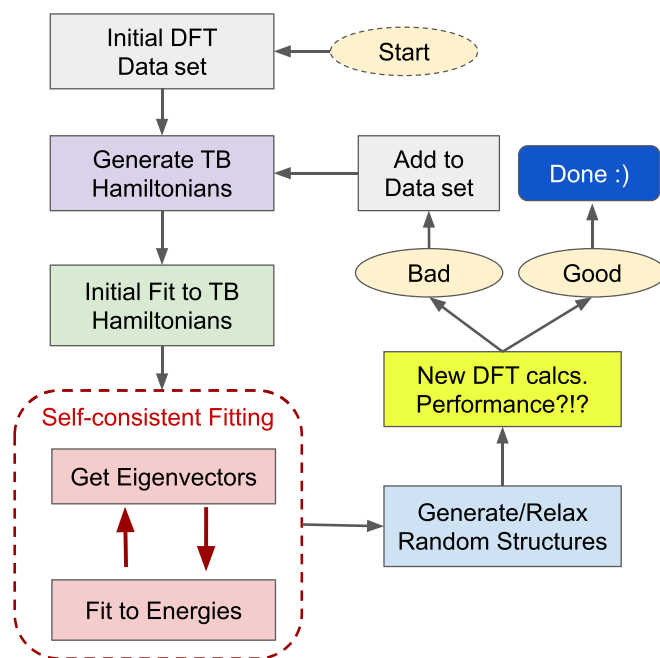 Initial DFT
Data set
Start
Generate TB
Hamiltonians
Add to
Data set
Done :)
Bad
Good
Initial Fit to TB
Hamiltonians
New DFT calcs.
Performance?!?
Self-consistent Fitting
Get Eigenvectors
Generate/Relax
Random Structures
Fit to Energies